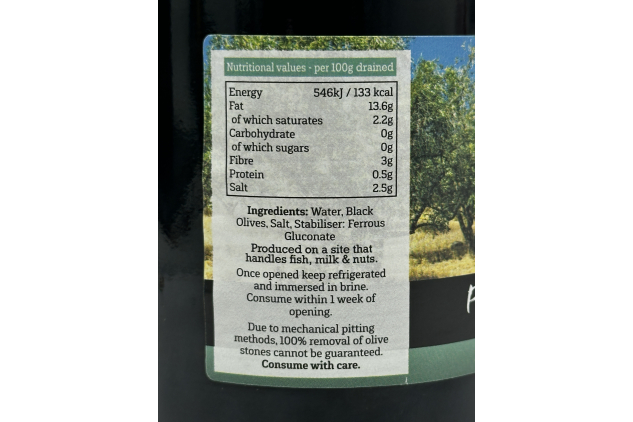 Nutritional values - per 100g drained
Energy 546kJ / 133 kcal
Fat 13.6g
of which saturates 2.2g
Carbohydrate 0g
of which sugars 0g
Fibre 3g
Protein 0.5g
Salt 2.5g
Ingredients: Water, Black
Olives, Salt, Stabiliser: Ferrous
Gluconate
Produced on a site that
handles fish, milk & nuts.
Once opened keep refrigerated
and immersed in brine.
Consume within 1 week of
opening.
Due to mechanical pitting
methods, 100% removal of olive
stones cannot be guaranteed.
Consume with care.